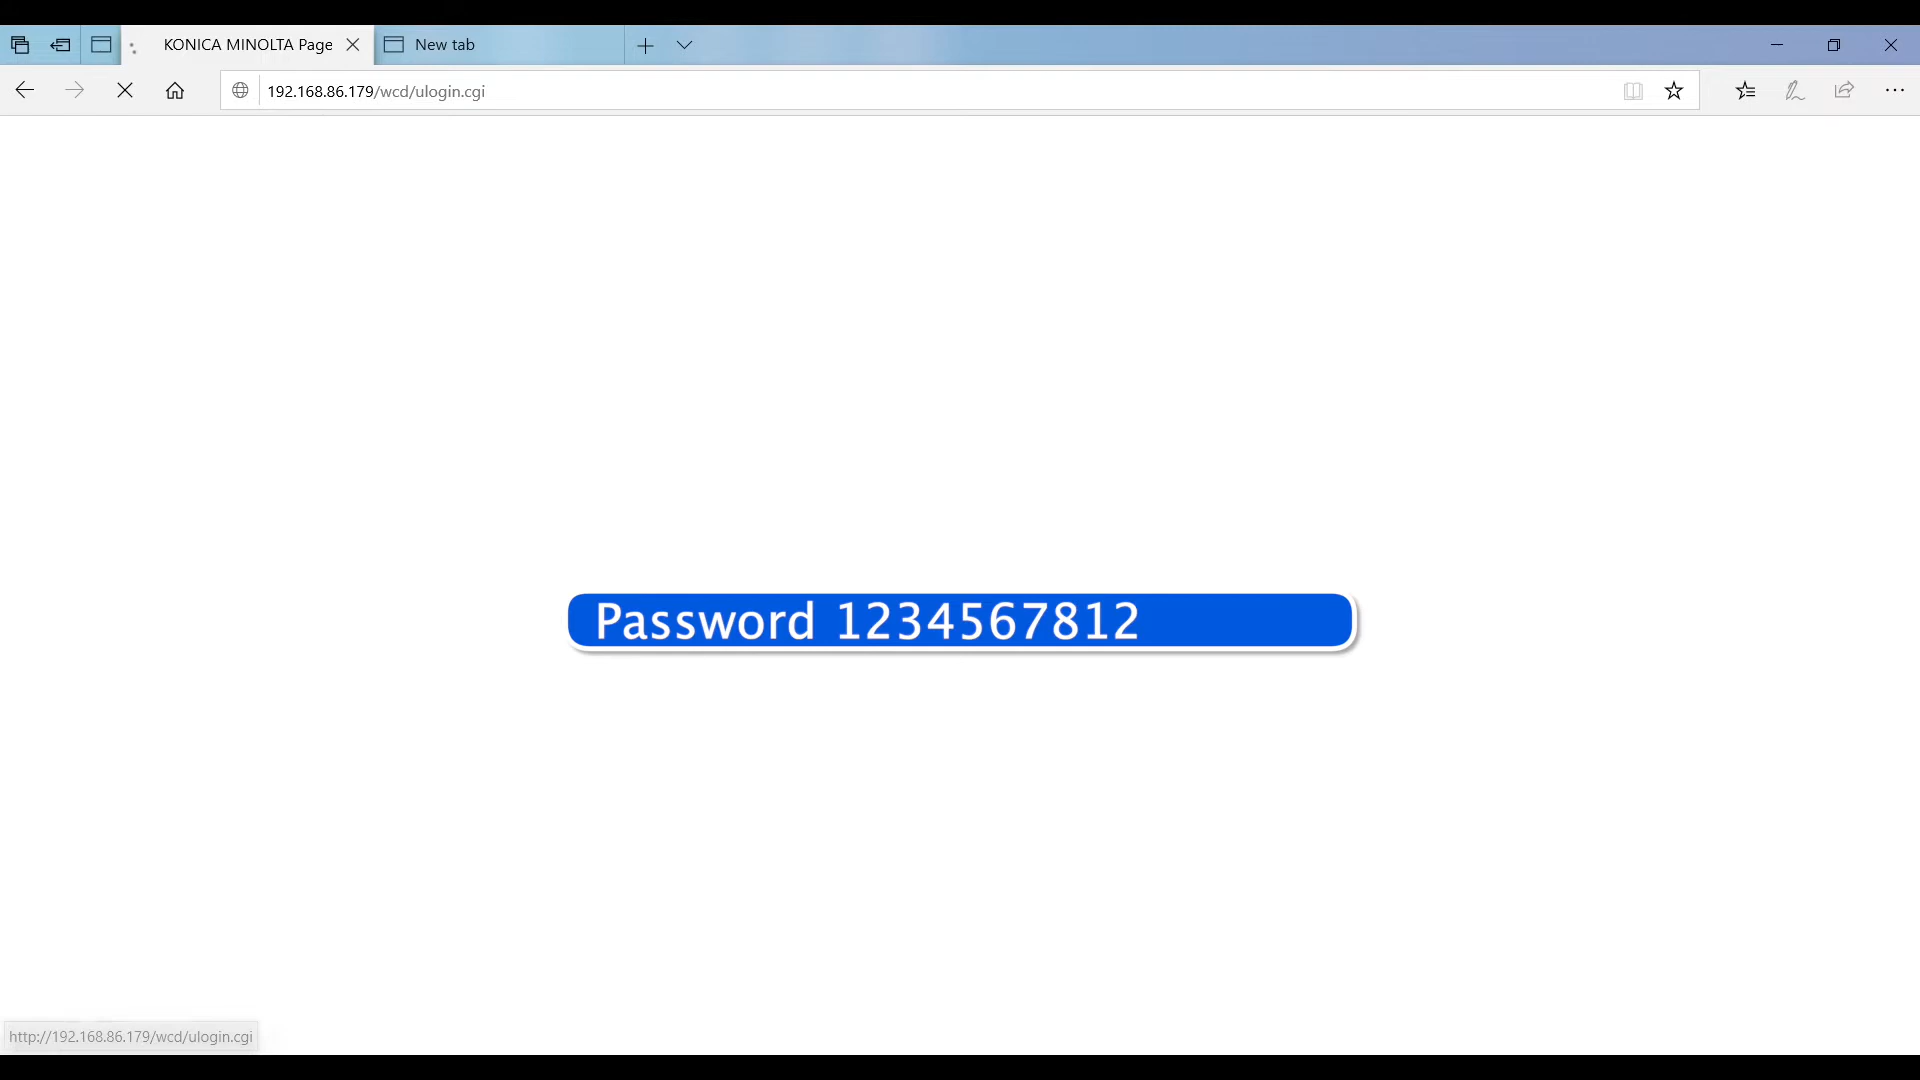 KONICA MINOLTA Page
New tab
192.168.86.179/wcd/ulogin.cgi
Password 1234567812
http://192.168.86.179/wcd/ulogin.cgi